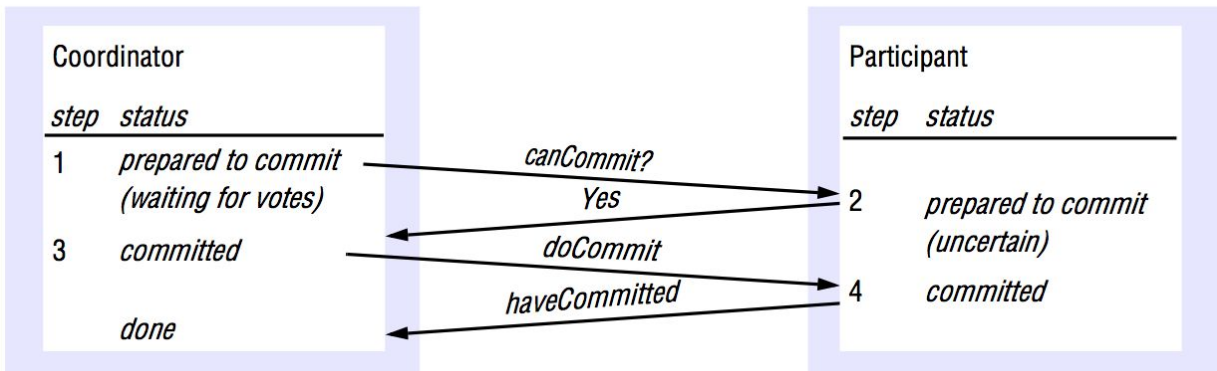 Coordinator
step status
1 prepared to commit
(waiting for votes)
3 committed
done
canCommit?
Yes
doCommit
haveCommitted
Participant
step status
2 prepared to commit
(uncertain)
4 committed